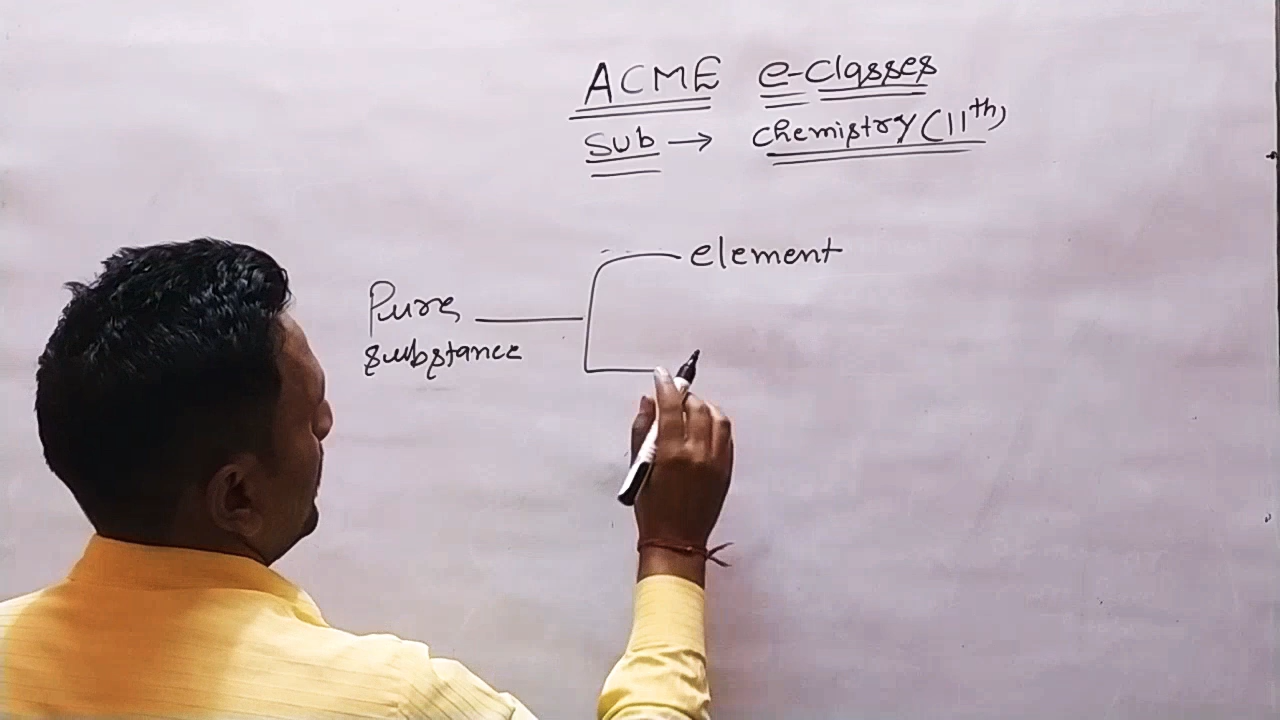 ACME e-classes
Sub → chemistry (11th)
element
Pure
substance